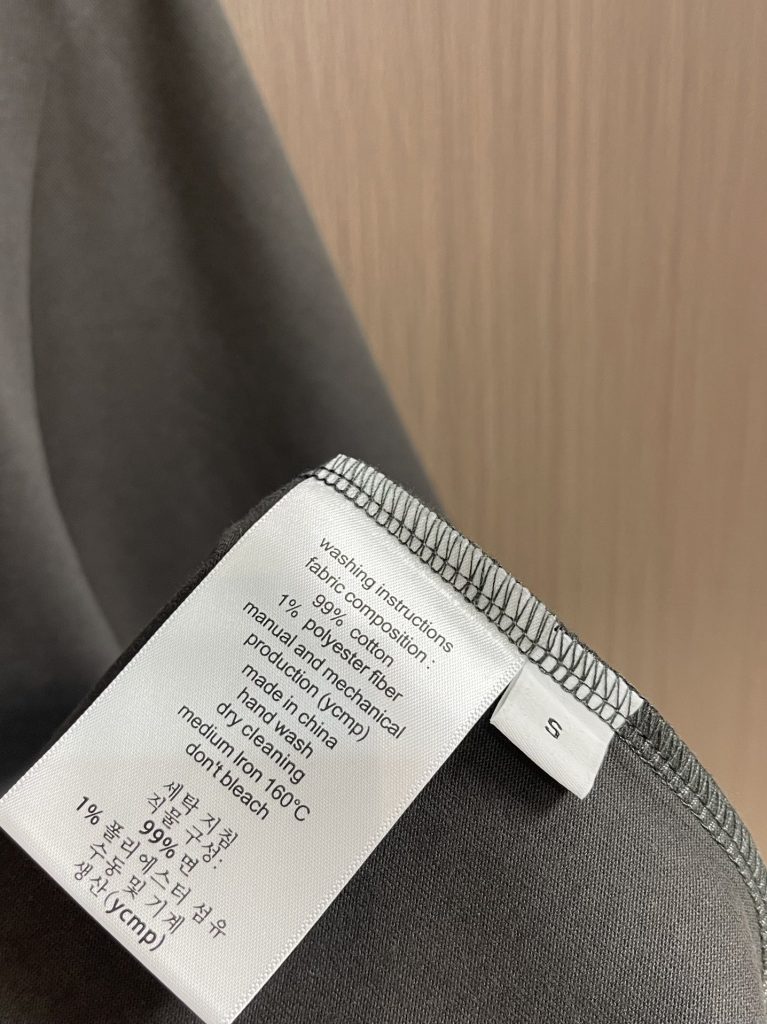 washing instructions
fabric composition :
99% cotton
1% polyester fiber
manual and mechanical
production (ycmp)
made in china
hand wash
dry cleaning
medium Iron 160°C
don't bleach
세탁 지침
직물 구성:
99% 면
1% 폴리에스터 섬유
수동 및 기계
생산(ycmp)
S